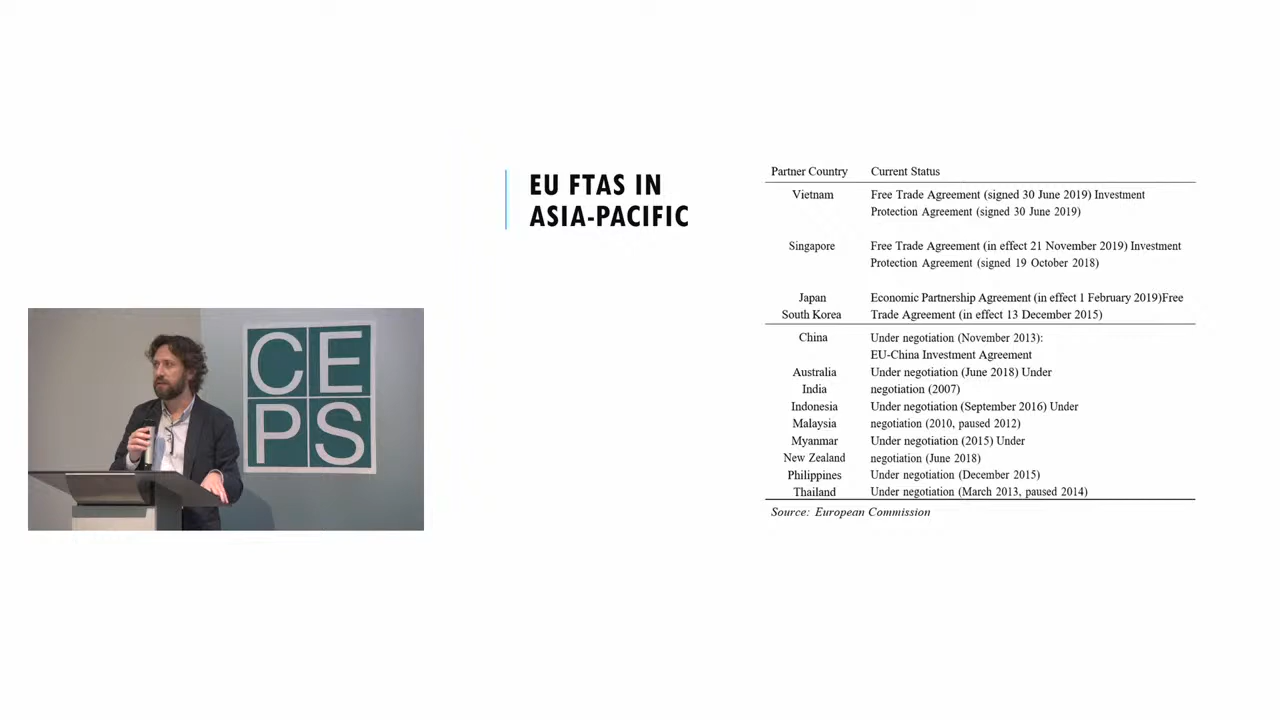 EU FTAS IN
ASIA-PACIFIC
Partner Country Current Status
Vietnam Free Trade Agreement (signed 30 June 2019) Investment
Protection Agreement (signed 30 June 2019)
Singapore Free Trade Agreement (in effect 21 November 2019) Investment
Protection Agreement (signed 19 October 2018)
Japan Economic Partnership Agreement (in effect 1 February 2019)Free
South Korea Trade Agreement (in effect 13 December 2015)
China Under negotiation (November 2013):
EU-China Investment Agreement
Australia Under negotiation (June 2018) Under
India negotiation (2007)
Indonesia Under negotiation (September 2016) Under
Malaysia negotiation (2010, paused 2012)
Myanmar Under negotiation (2015) Under
New Zealand negotiation (June 2018)
Philippines Under negotiation (December 2015)
Thailand Under negotiation (March 2013, paused 2014)
Source: European Commission
CE
PS